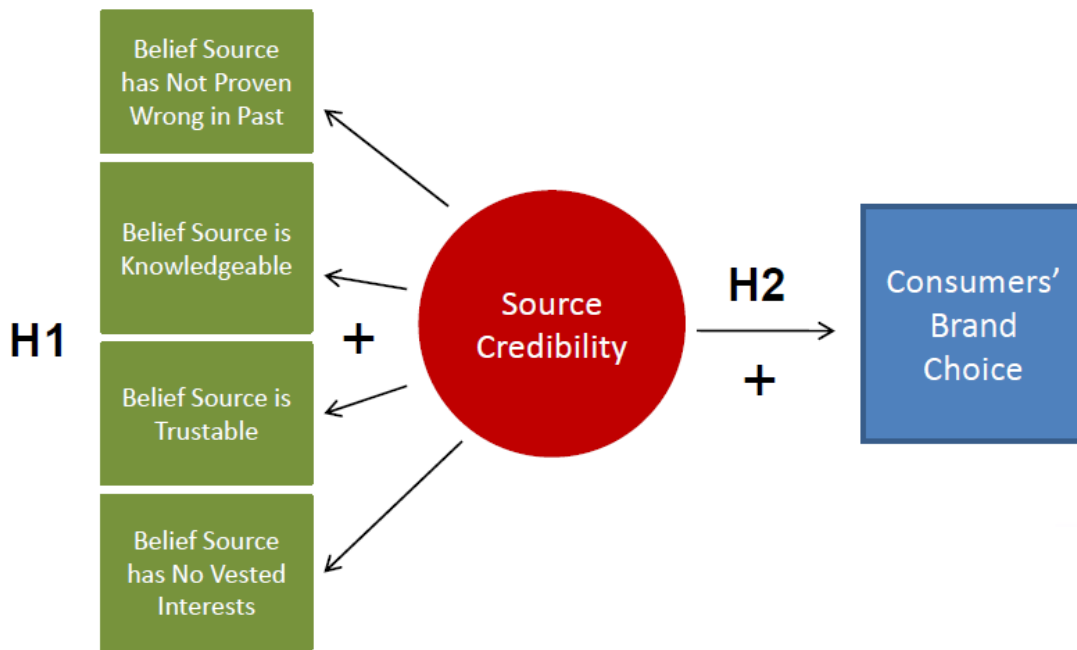 Belief Source
has Not Proven
Wrong in Past
Belief Source is
Knowledgeable
H1
+
Belief Source is
Trustable
Belief Source
has No Vested
Interests
Source
Credibility
H2
+
Consumers’
Brand
Choice